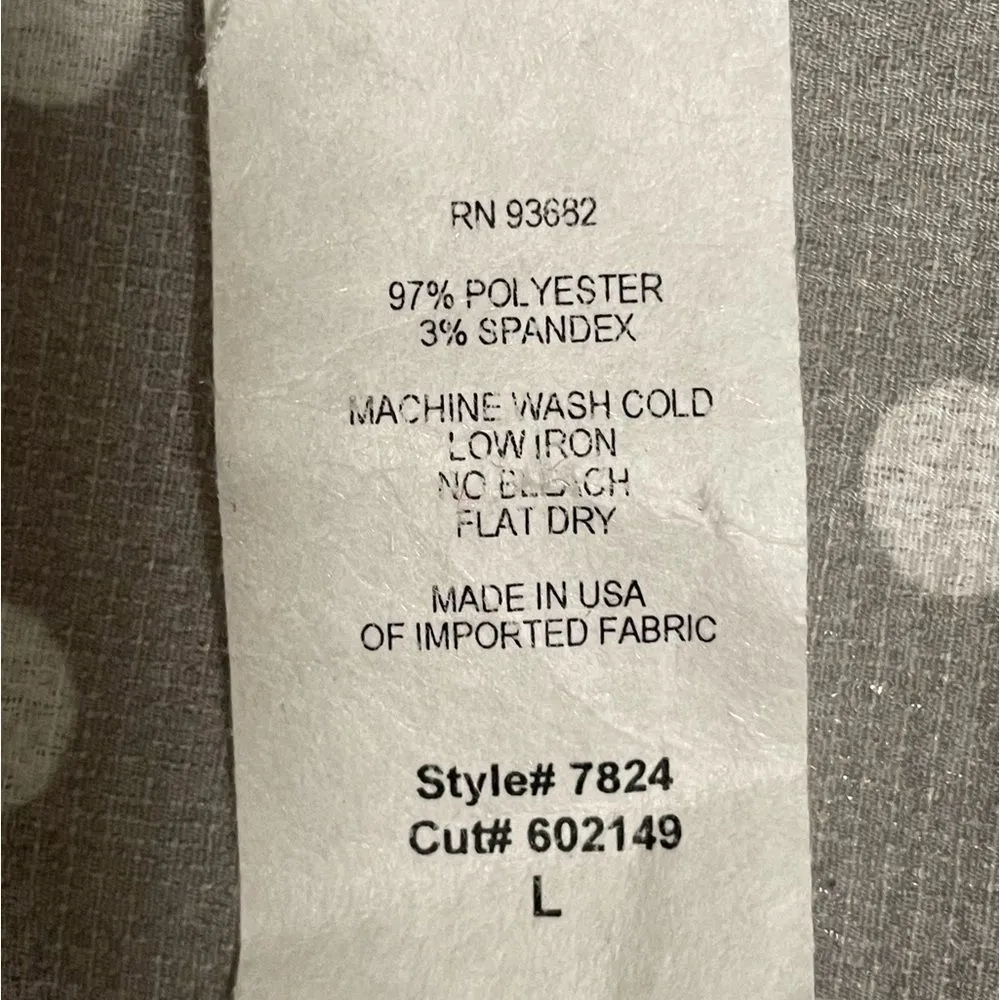 RN 93682
97% POLYESTER
3% SPANDEX
MACHINE WASH COLD
LOW IRON
NO BLEACH
FLAT DRY
MADE IN USA
OF IMPORTED FABRIC
Style# 7824
Cut# 602149
L